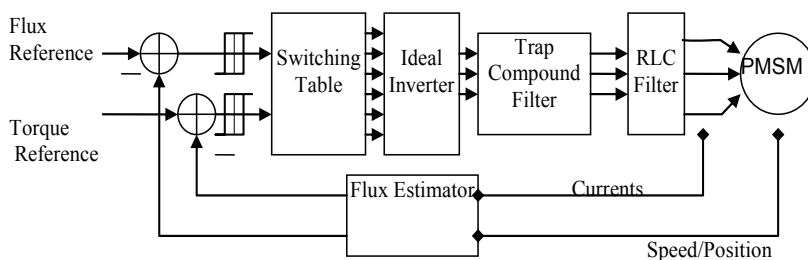 Flux
Reference
Torque
Reference
Switching
Table
Ideal
Inverter
Trap
Compound
Filter
RLC
Filter
PMSM
Flux Estimator
Currents
Speed/Position